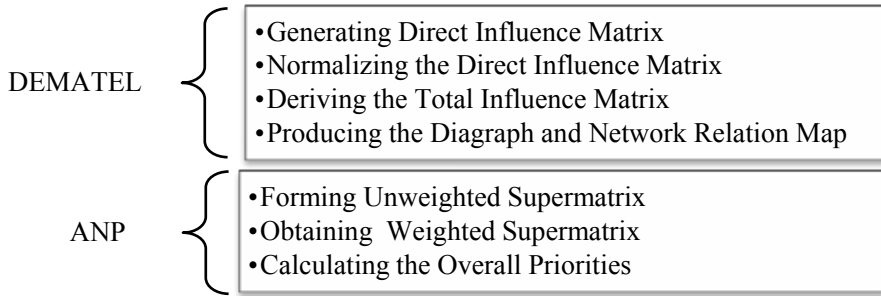 DEMATEL
•Generating Direct Influence Matrix
•Normalizing the Direct Influence Matrix
•Deriving the Total Influence Matrix
•Producing the Diagraph and Network Relation Map
ANP
•Forming Unweighted Supermatrix
•Obtaining  Weighted Supermatrix
•Calculating the Overall Priorities